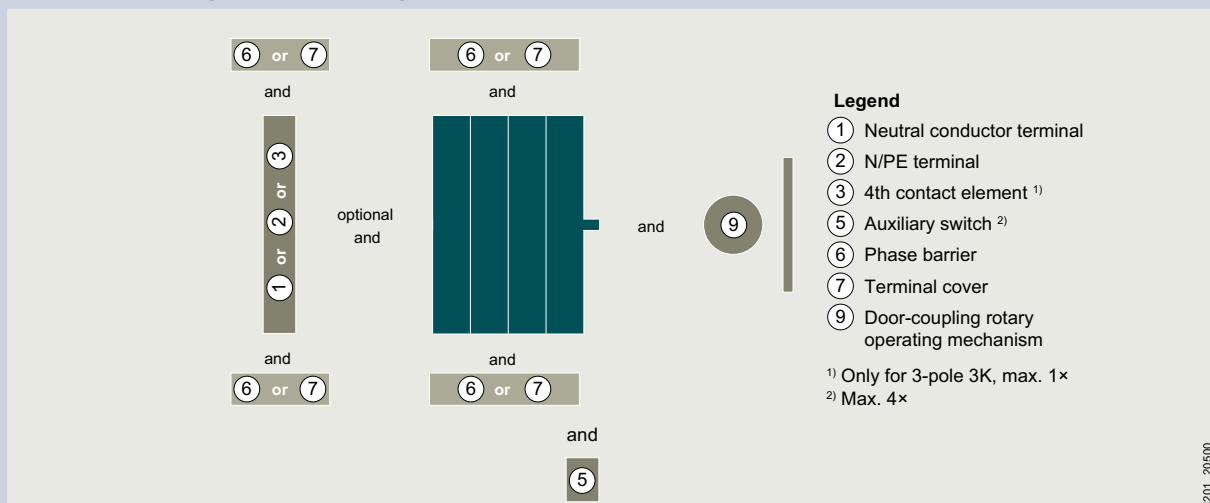 6 or 7
6 or 7
and
and
1 or 2 or 3
optional
and
and
9
and
and
6 or 7
6 or 7
and
5
Legend
1 Neutral conductor terminal
2 N/PE terminal
3 4th contact element 1)
5 Auxiliary switch 2)
6 Phase barrier
7 Terminal cover
9 Door-coupling rotary
operating mechanism
1) Only for 3-pole 3K, max. 1×
2) Max. 4×
201_20500